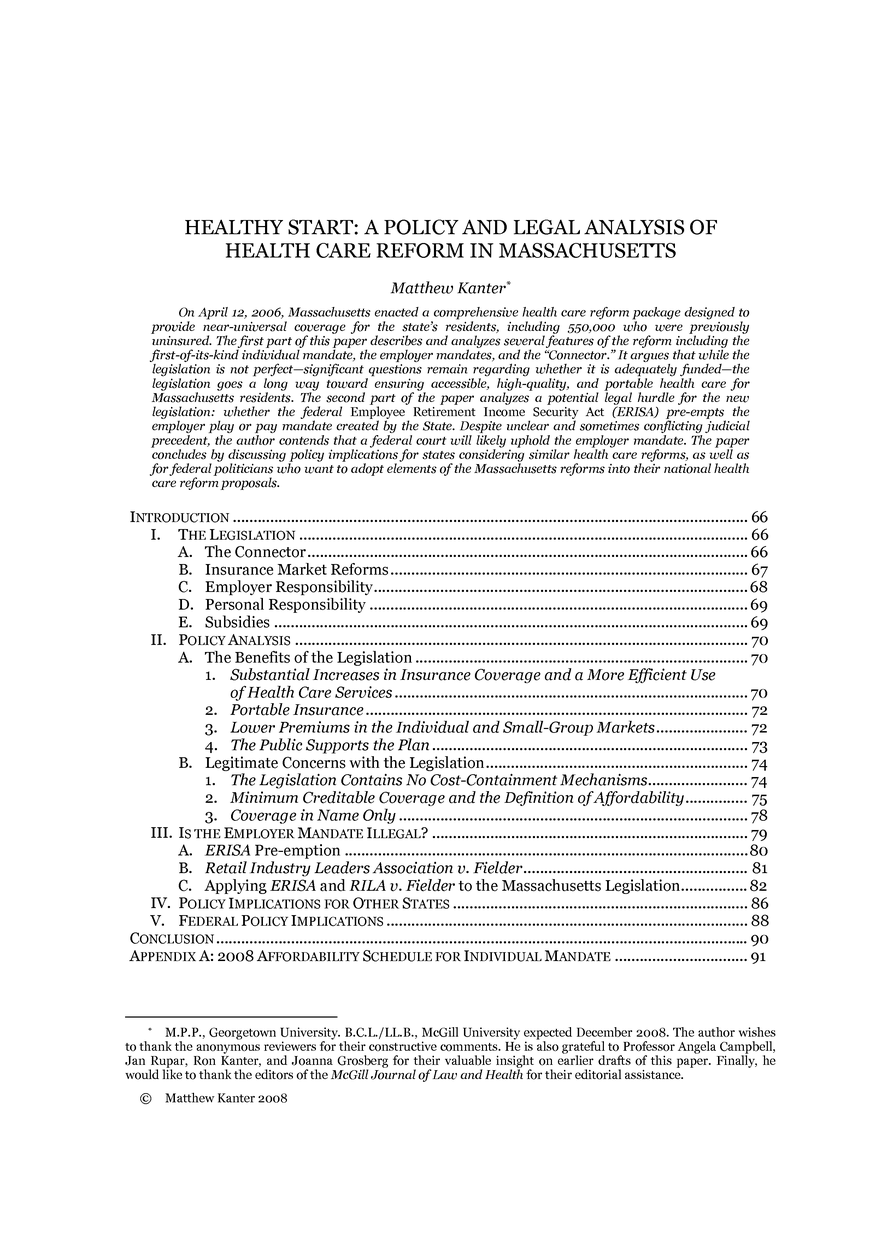 HEALTHY START: A POLICY AND LEGAL ANALYSIS OF
HEALTH CARE REFORM IN MASSACHUSETTS
Matthew Kanter*
On April 12, 2006, Massachusetts enacted a comprehensive health care reform package designed to
provide near-universal coverage for the state's residents, including 550,000 who were previously
uninsured. The first part of this paper describes and analyzes several features of the reform including the
first-of-its-kind individual mandate, the employer mandates, and the "Connector." It argues that while the
legislation is not perfect—significant questions remain regarding whether it is adequately funded—the
legislation goes a long way toward ensuring accessible, high-quality, and portable health care for
Massachusetts residents. The second part of the paper analyzes a potential legal hurdle for the new
legislation: whether the federal Employee Retirement Income Security Act (ERISA) pre-empts the
employer play or pay mandate created by the State. Despite unclear and sometimes conflicting judicial
precedent, the author contends that a federal court will likely uphold the employer mandate. The paper
concludes by discussing policy implications for states considering similar health care reforms, as well as
for federal politicians who want to adopt elements of the Massachusetts reforms into their national health
care reform proposals.
INTRODUCTION ........................................ 66
I. THE LEGISLATION ........................................ 66
A. The Connector ........................................ 66
B. Insurance Market Reforms ........................................ 67
C. Employer Responsibility ........................................ 68
D. Personal Responsibility ........................................ 69
E. Subsidies ........................................ 69
II. POLICY ANALYSIS ........................................ 70
A. The Benefits of the Legislation ........................................ 70
1. Substantial Increases in Insurance Coverage and a More Efficient Use
of Health Care Services ........................................ 70
2. Portable Insurance ........................................ 72
3. Lower Premiums in the Individual and Small-Group Markets ...................... 72
4. The Public Supports the Plan ........................................ 73
B. Legitimate Concerns with the Legislation ........................................ 74
1. The Legislation Contains No Cost-Containment Mechanisms ........................ 74
2. Minimum Creditable Coverage and the Definition of Affordability ............... 75
3. Coverage in Name Only ........................................ 78
III. IS THE EMPLOYER MANDATE ILLEGAL? ........................................ 79
A. ERISA Pre-emption ........................................ 80
B. Retail Industry Leaders Association v. Fielder ........................................ 81
C. Applying ERISA and RILA v. Fielder to the Massachusetts Legislation ................ 82
IV. POLICY IMPLICATIONS FOR OTHER STATES ........................................ 86
V. FEDERAL POLICY IMPLICATIONS ........................................ 88
CONCLUSION ........................................ 90
APPENDIX A: 2008 AFFORDABILITY SCHEDULE FOR INDIVIDUAL MANDATE ................................ 91
* M.P.P., Georgetown University. B.C.L./LL.B., McGill University expected December 2008. The author wishes
to thank the anonymous reviewers for their constructive comments. He is also grateful to Professor Angela Campbell,
Jan Rupar, Ron Kanter, and Joanna Grosberg for their valuable insight on earlier drafts of this paper. Finally, he
would like to thank the editors of the McGill Journal of Law and Health for their editorial assistance.
© Matthew Kanter 2008